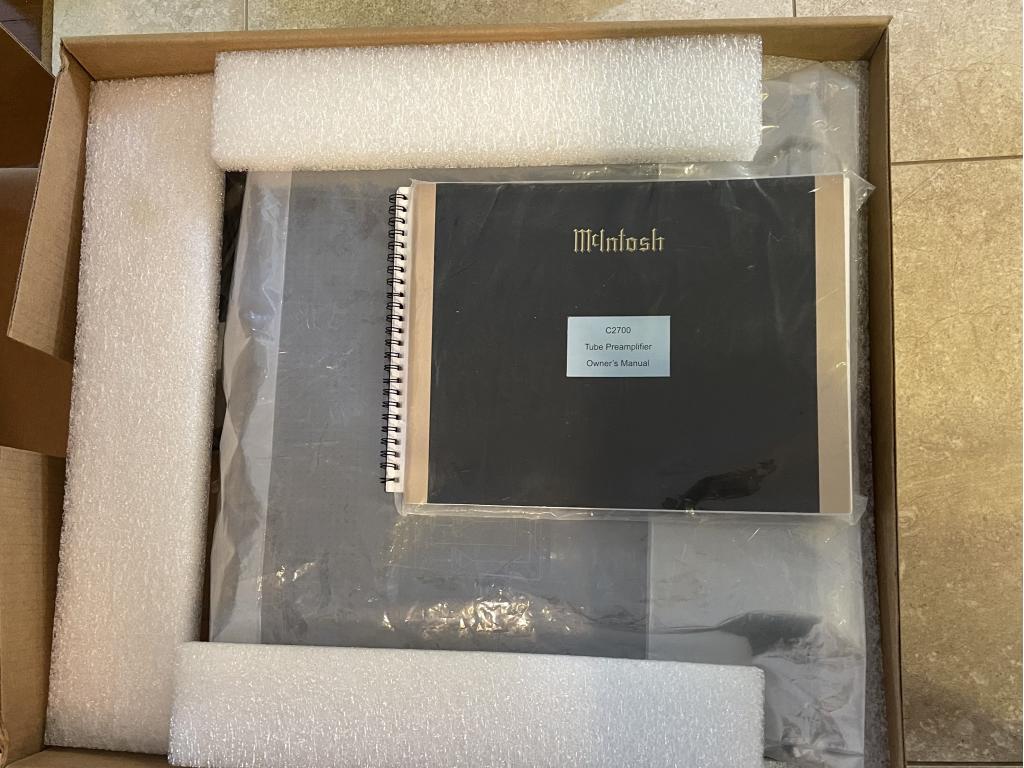 McIntosh
C2700
Tube Preamplifier
Owner's Manual